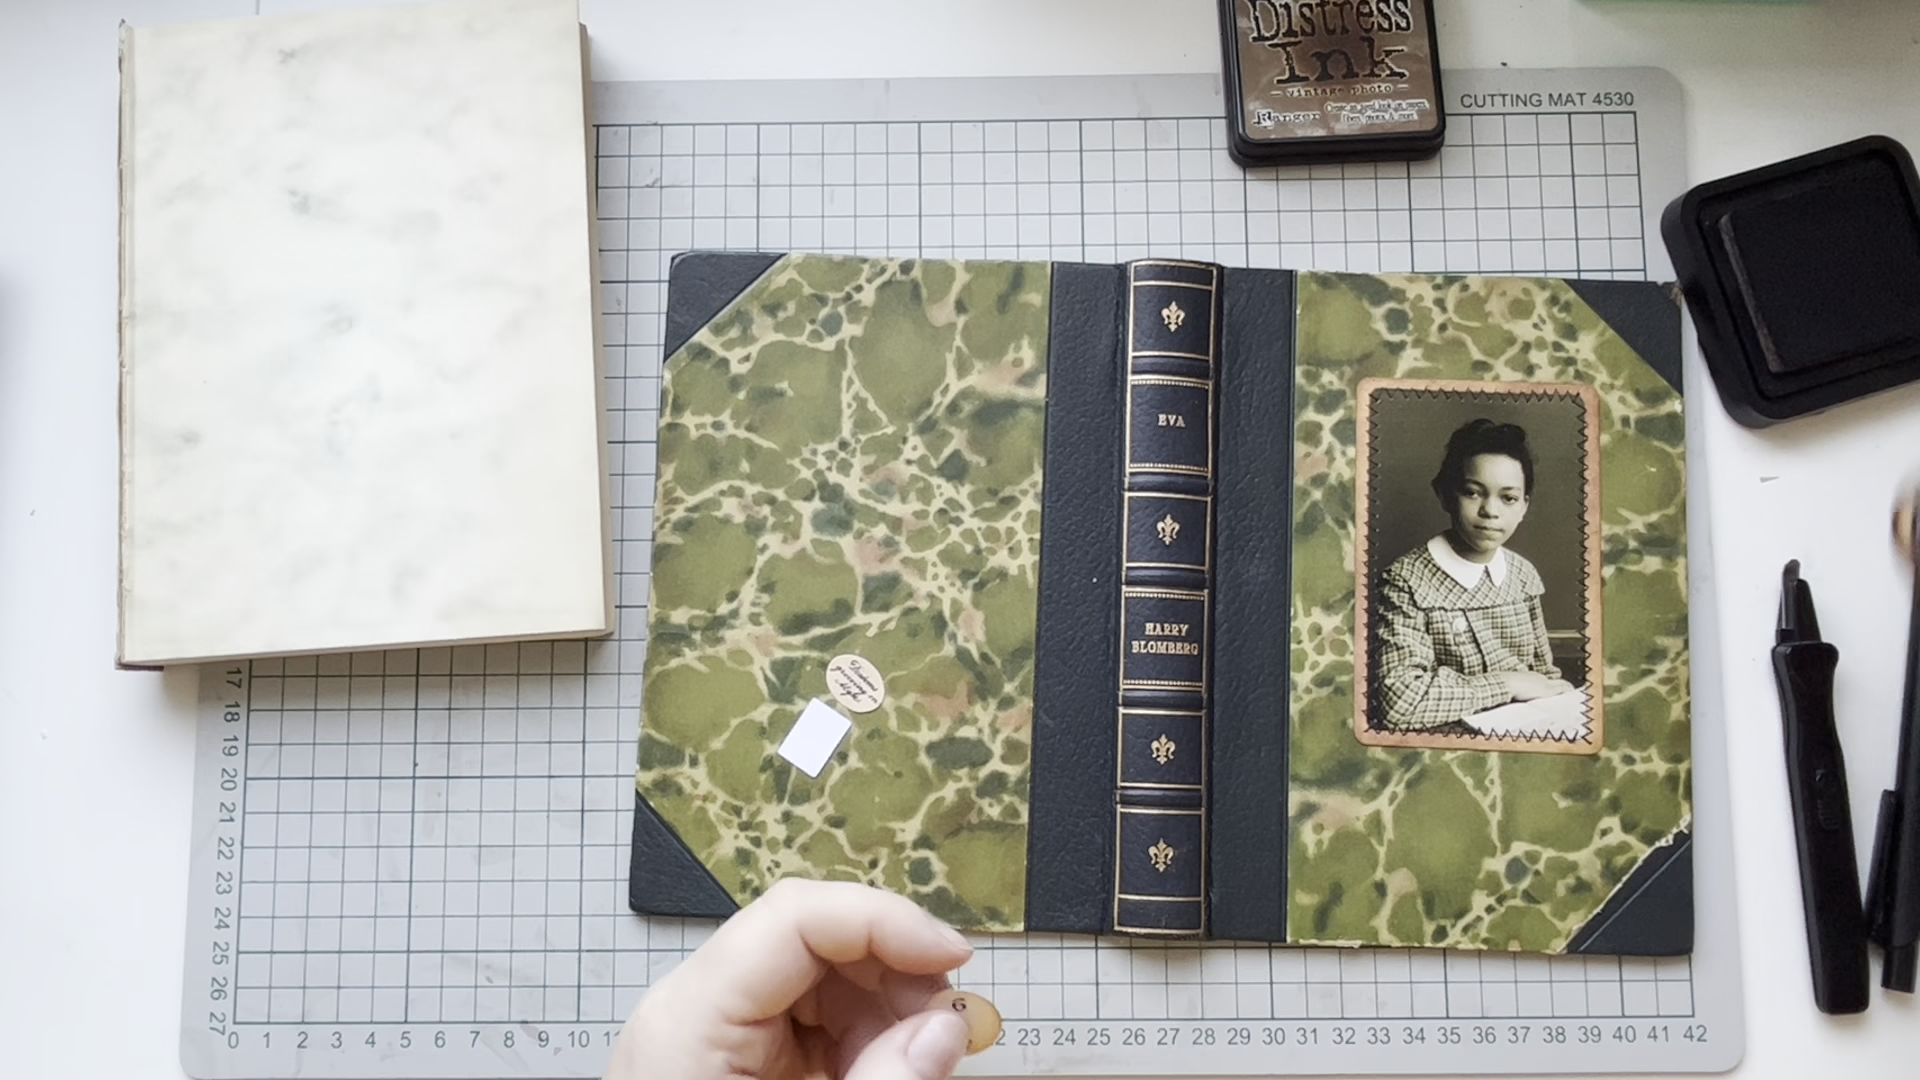 Distress
Ink
vintage photo
Ranger
CUTTING MAT 4530
EVA
HARRY
BLOMBERG
6
17
18
19
20
21
22
23
24
25
26
27
0 1 2 3 4 5 6 7 8 9 10 11 23 24 25 26 27 28 29 30 31 32 33 34 35 36 37 38 39 40 41 42